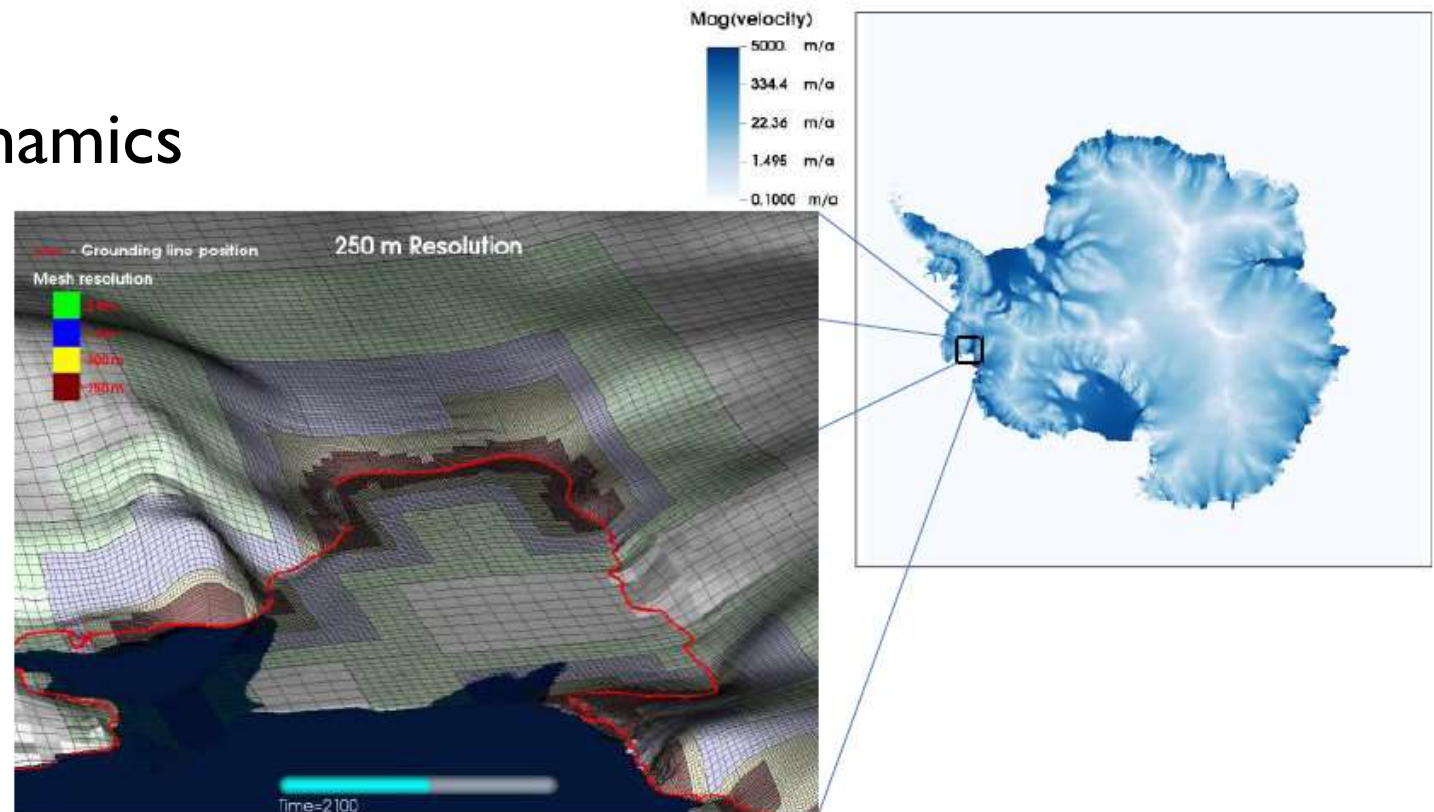 namics
Mag(velocity)
5000. m/a
334.4 m/a
22.36 m/a
1.495 m/a
0.1000 m/a
Grounding line position
250 m Resolution
Mesh resolution
Time=2100